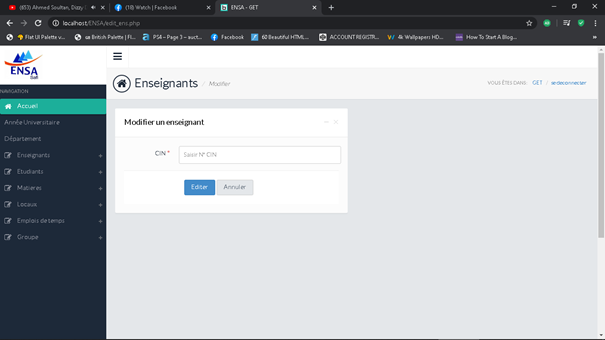 (653) Ahmed Soultan, Dizzy
(18) Watch | Facebook
ENSA - GET
localhost/ENSA/edit_ens.php
Flat UI Palette v...
British Palette | Fl...
PS4 – Page 3 – auct...
Facebook
60 Beautiful HTML...
ACCOUNT REGISTR...
4k Wallpapers HD...
How To Start A Blog...
ENSA
Safi
NAVIGATION
Accueil
Année Universitaire
Département
Enseignants
Etudiants
Matieres
Locaux
Emplois de temps
Groupe
Enseignants / Modifier
VOUS ÊTES DANS : GET / se deconnecter
Modifier un enseignant
CIN *
Saisir N° CIN
Editer
Annuler